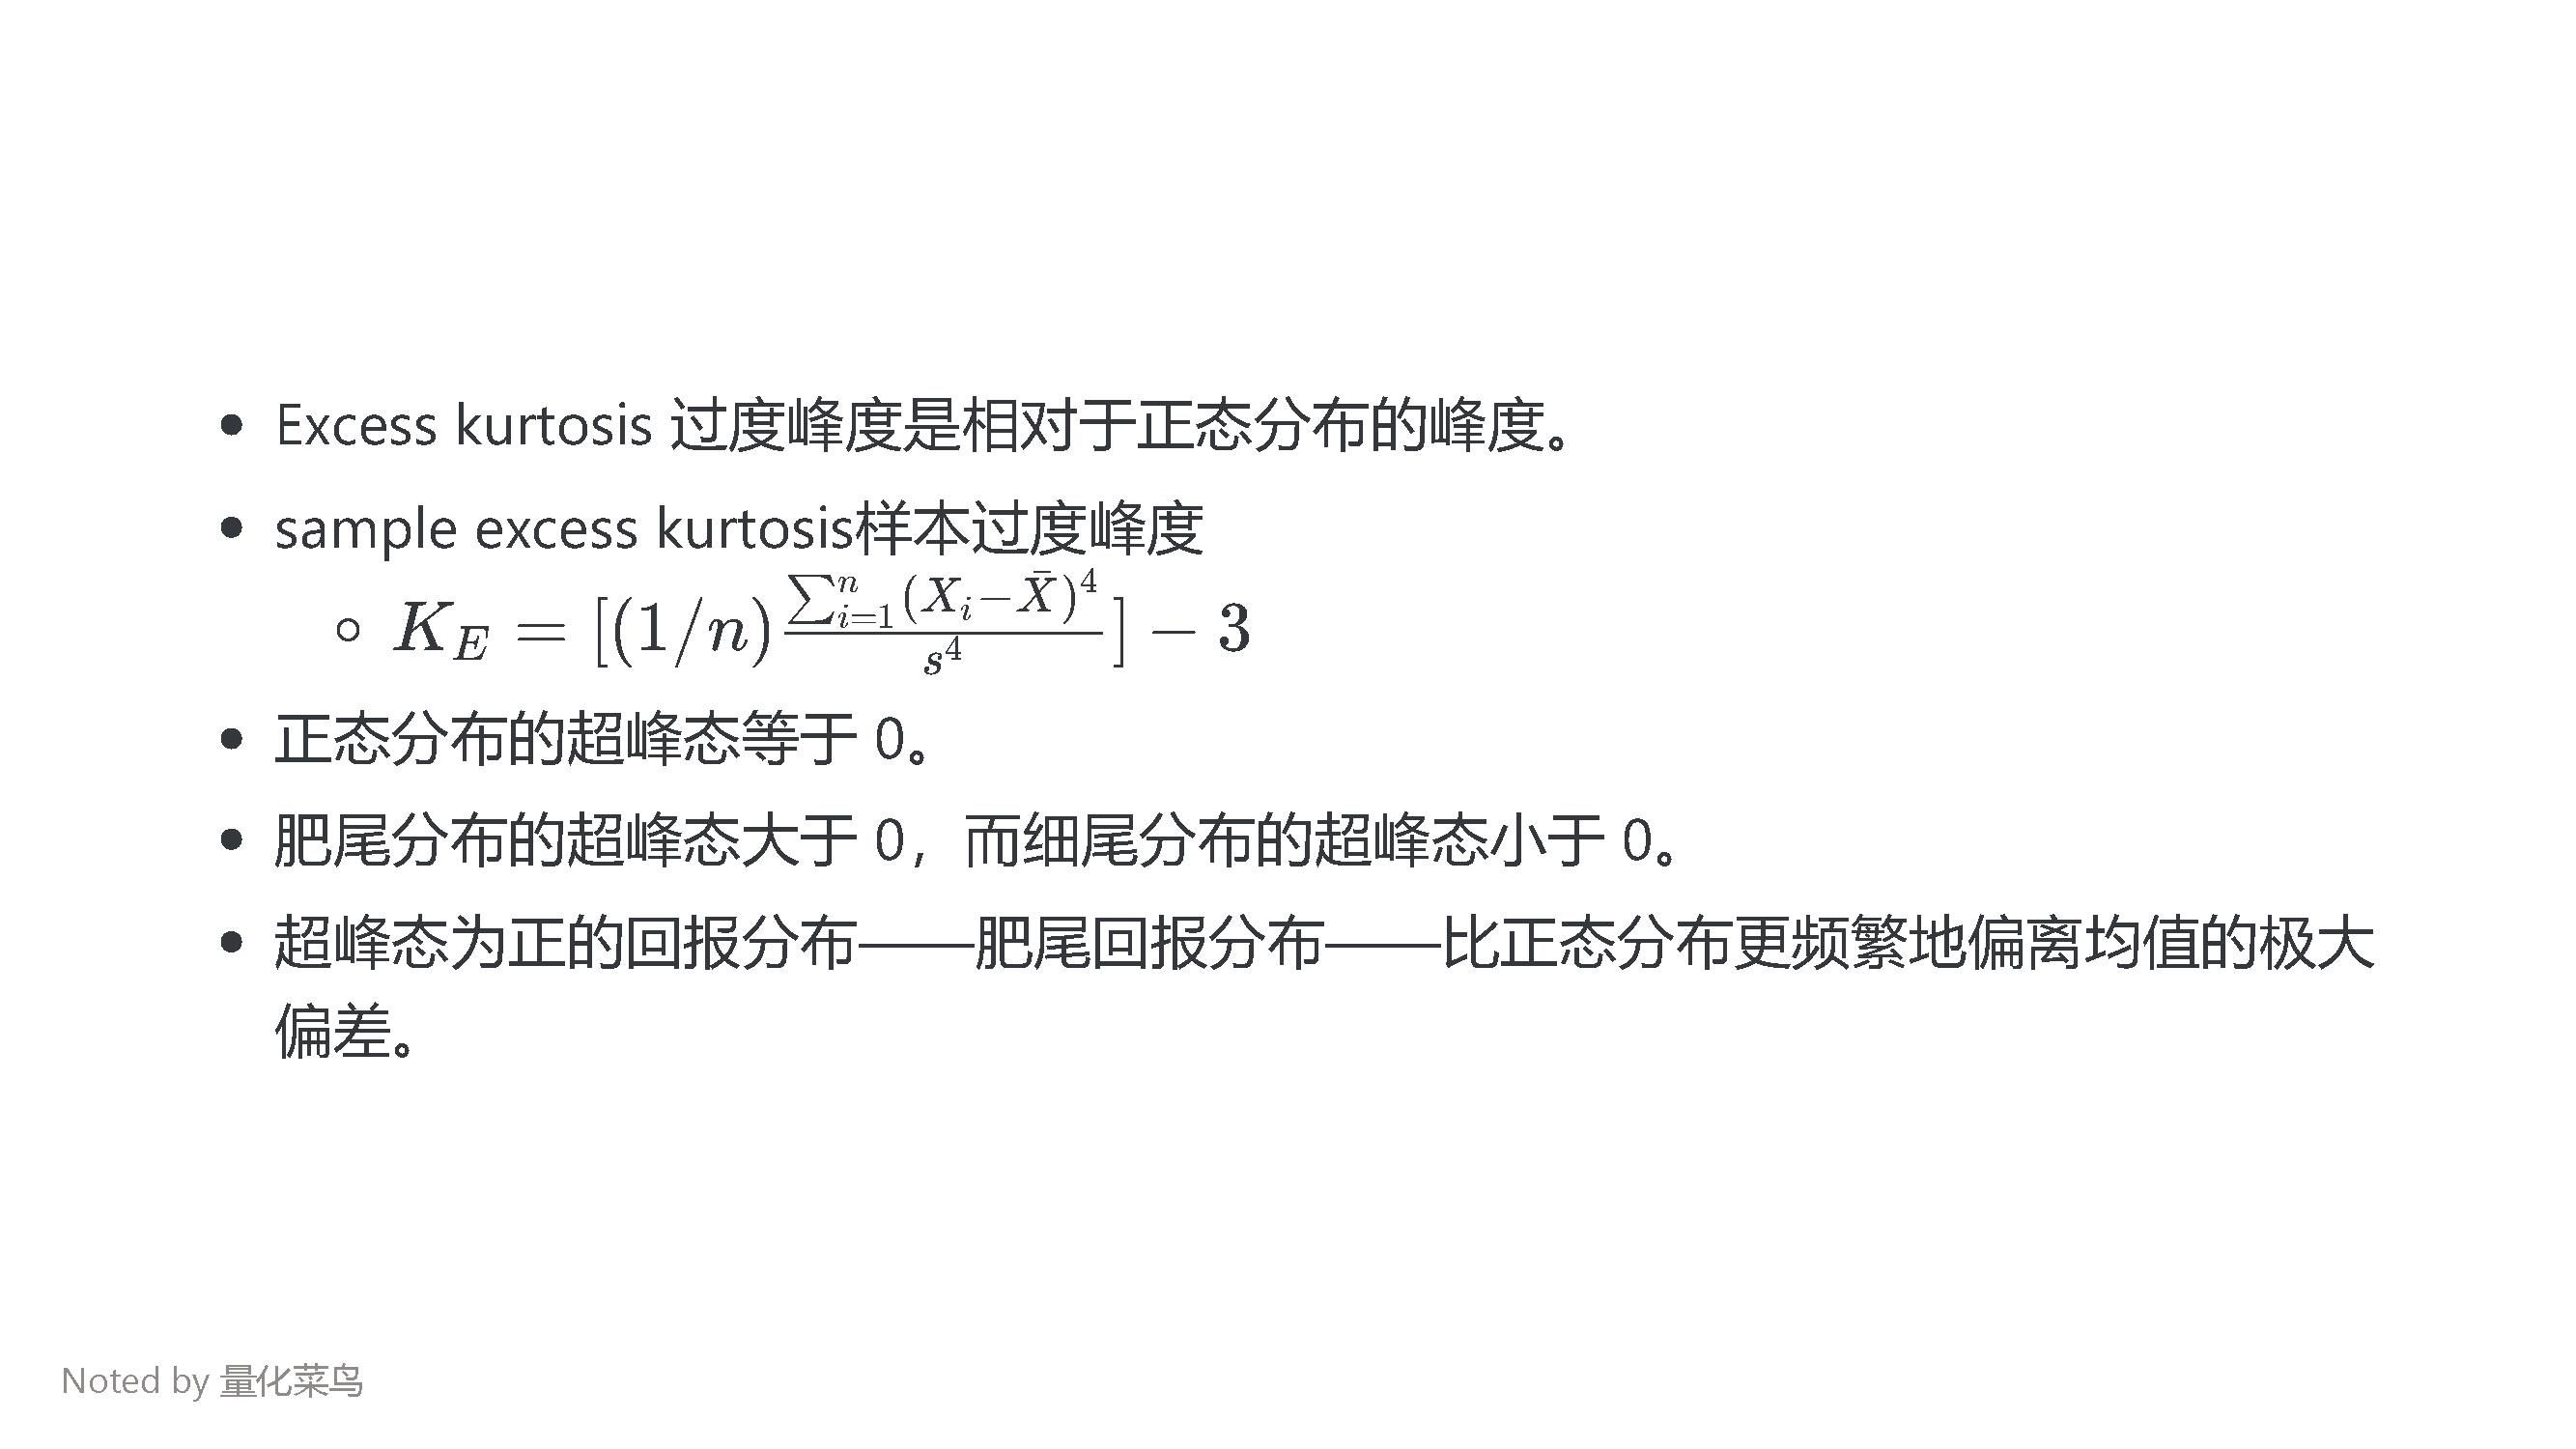 • Excess kurtosis 过度峰度是相对于正态分布的峰度。
• sample excess kurtosis样本过度峰度
◦ $K_E = [(1/n)\frac{\sum_{i=1}^{n}(X_i-\bar{X})^4}{s^4}] - 3$
• 正态分布的超峰态等于 0。
• 肥尾分布的超峰态大于 0，而细尾分布的超峰态小于 0。
• 超峰态为正的回报分布——肥尾回报分布——比正态分布更频繁地偏离均值的极大
偏差。
Noted by 量化菜鸟